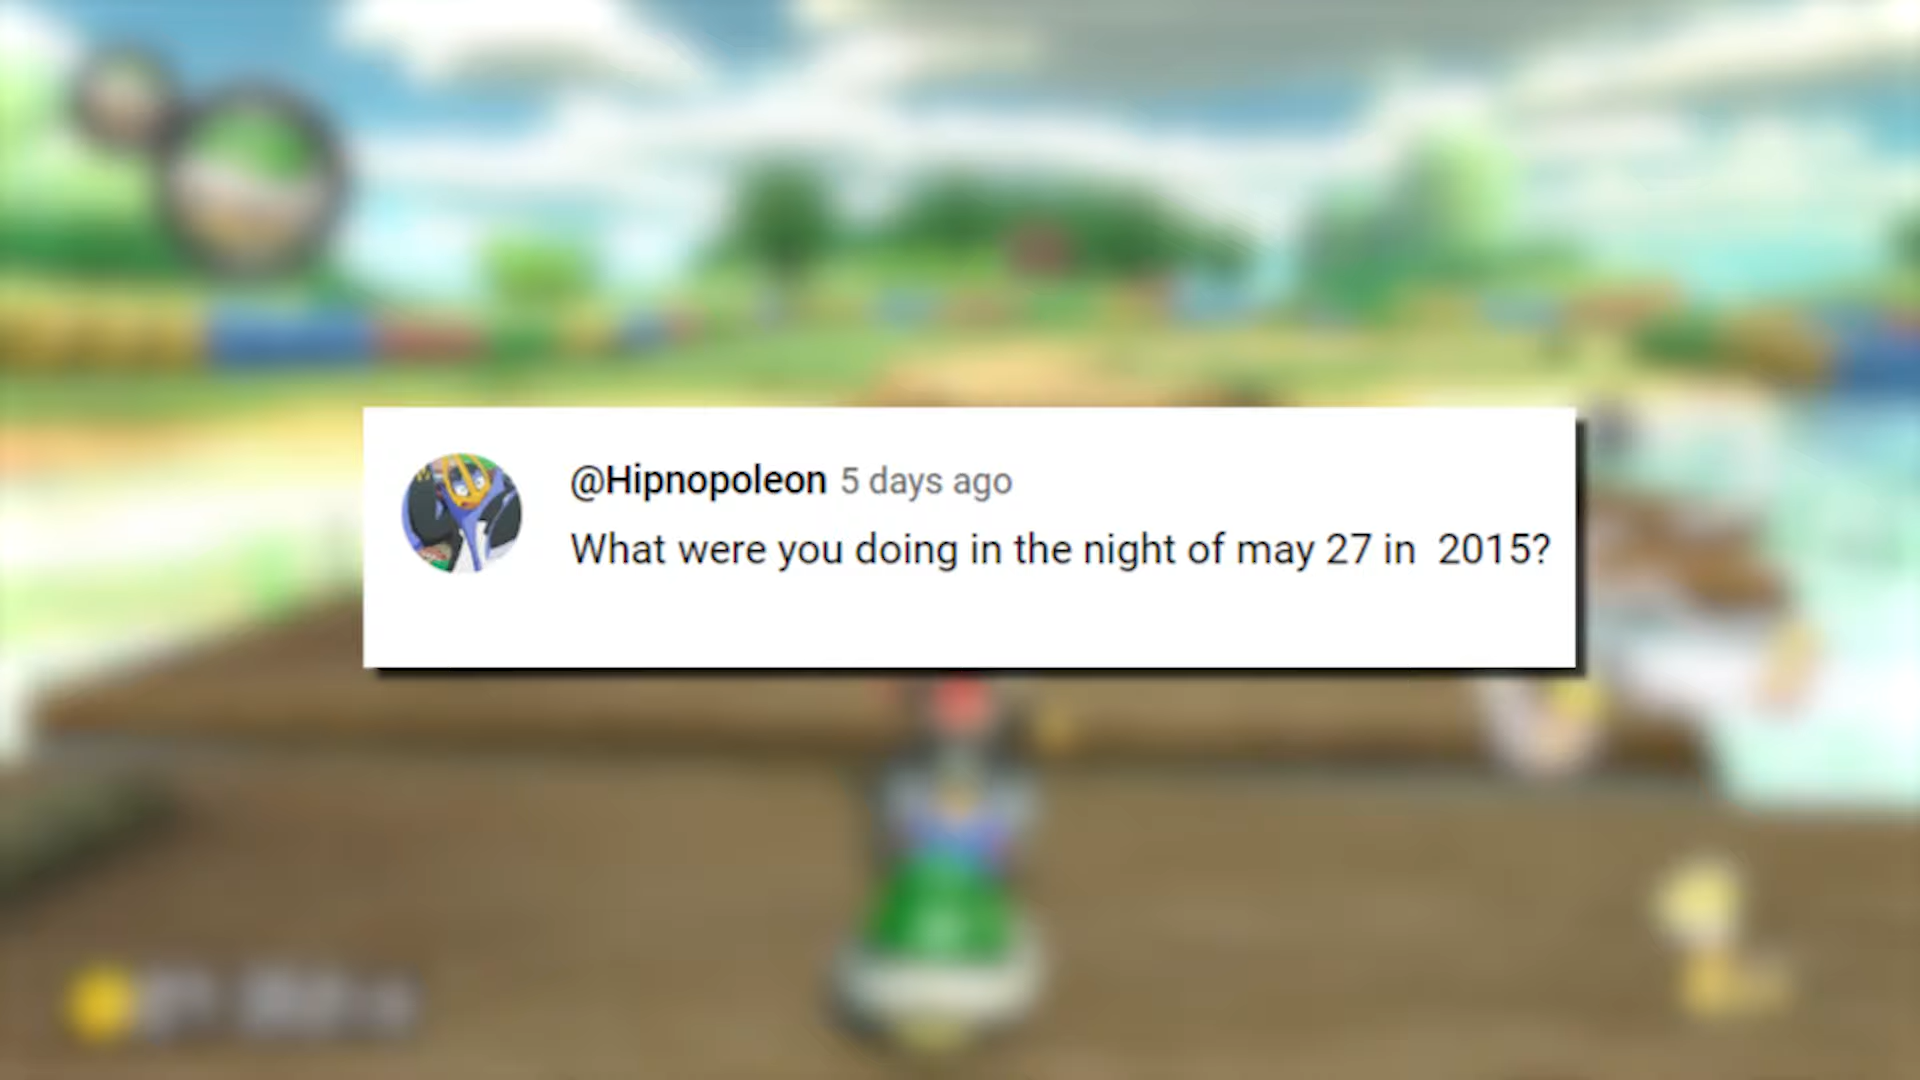 @Hipnopoleon 5 days ago
What were you doing in the night of may 27 in  2015?